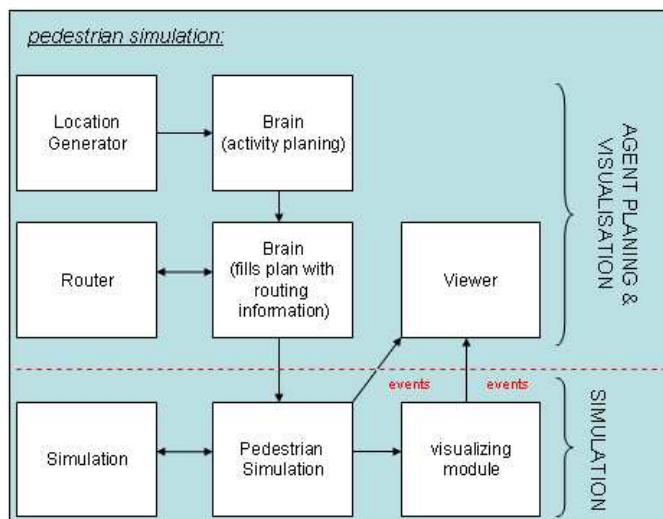 pedestrian simulation:
Location
Generator
Brain
(activity planing)
Router
Brain
(fills plan with
routing
information)
Viewer
AGENT PLANING &
VISUALISATION
events
events
Simulation
Pedestrian
Simulation
visualizing
module
SIMULATION